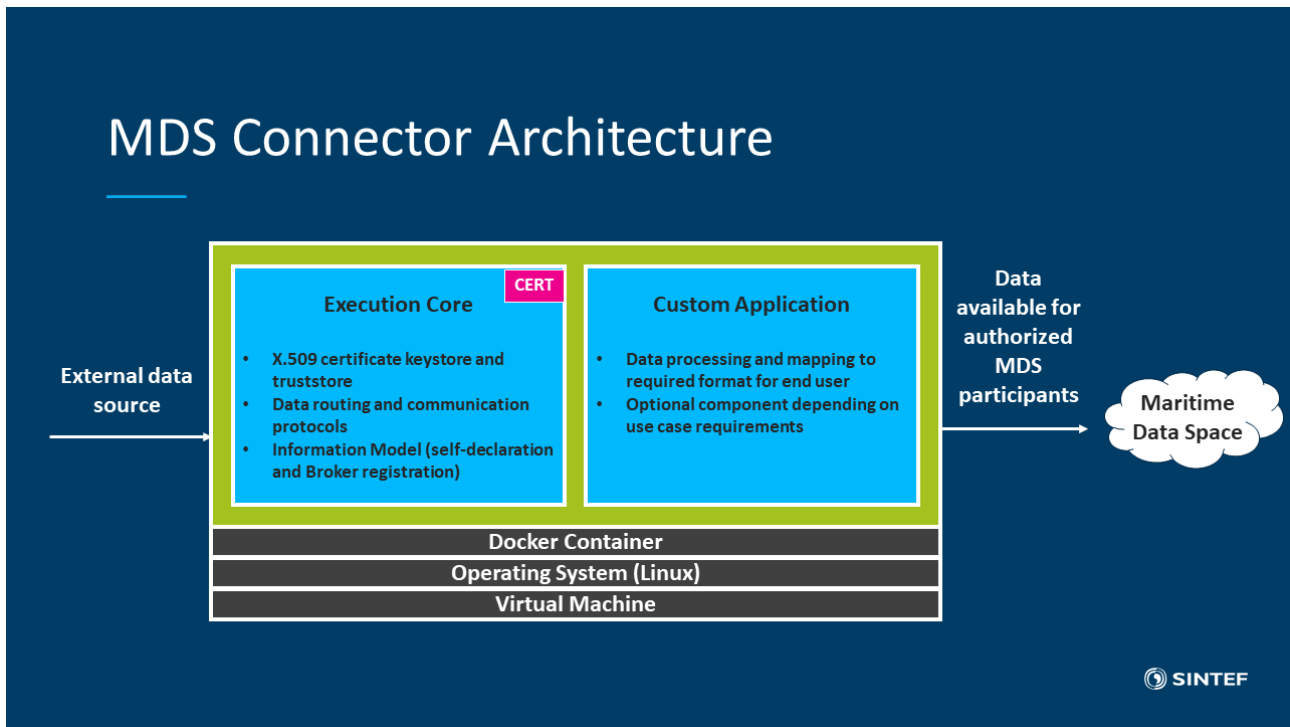 MDS Connector Architecture
External data
source
CERT
Execution Core
• X.509 certificate keystore and
truststore
• Data routing and communication
protocols
• Information Model (self-declaration
and Broker registration)
Custom Application
• Data processing and mapping to
required format for end user
• Optional component depending on
use case requirements
Docker Container
Operating System (Linux)
Virtual Machine
Data
available for
authorized
MDS
participants
Maritime
Data Space
SINTEF